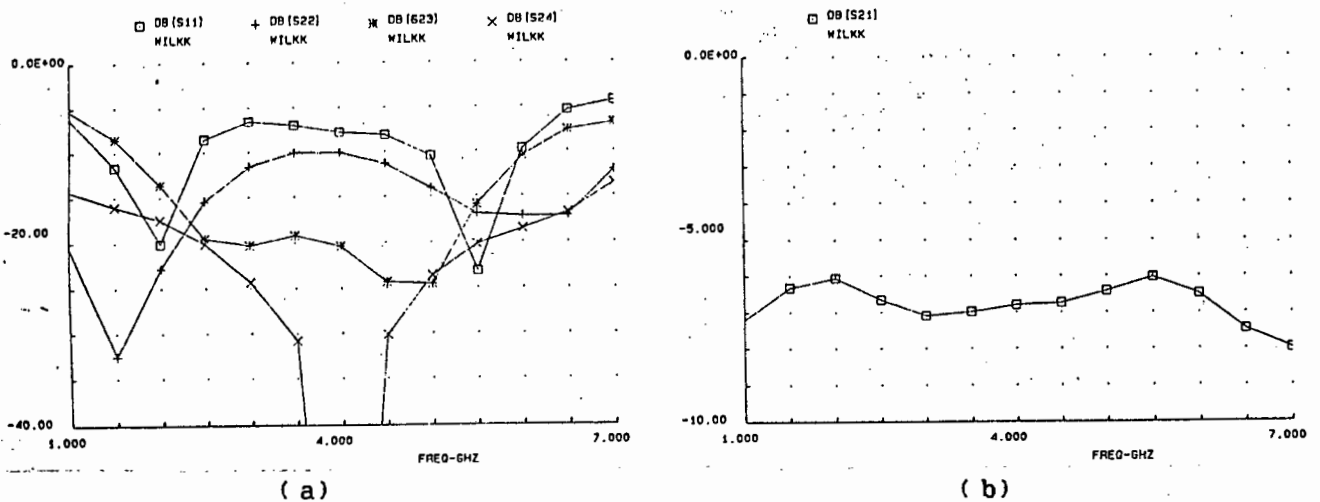 DB(S11) DB(S22) DB(S23) DB(S24)
WILKK WILKK WILKK WILKK
0.0E+00
-20.00
-40.00
1.000 4.000 7.000
FREQ-GHZ
(a)
DB(S21)
WILKK
0.0E+00
-5.000
-10.00
1.000 4.000 7.000
FREQ-GHZ
(b)